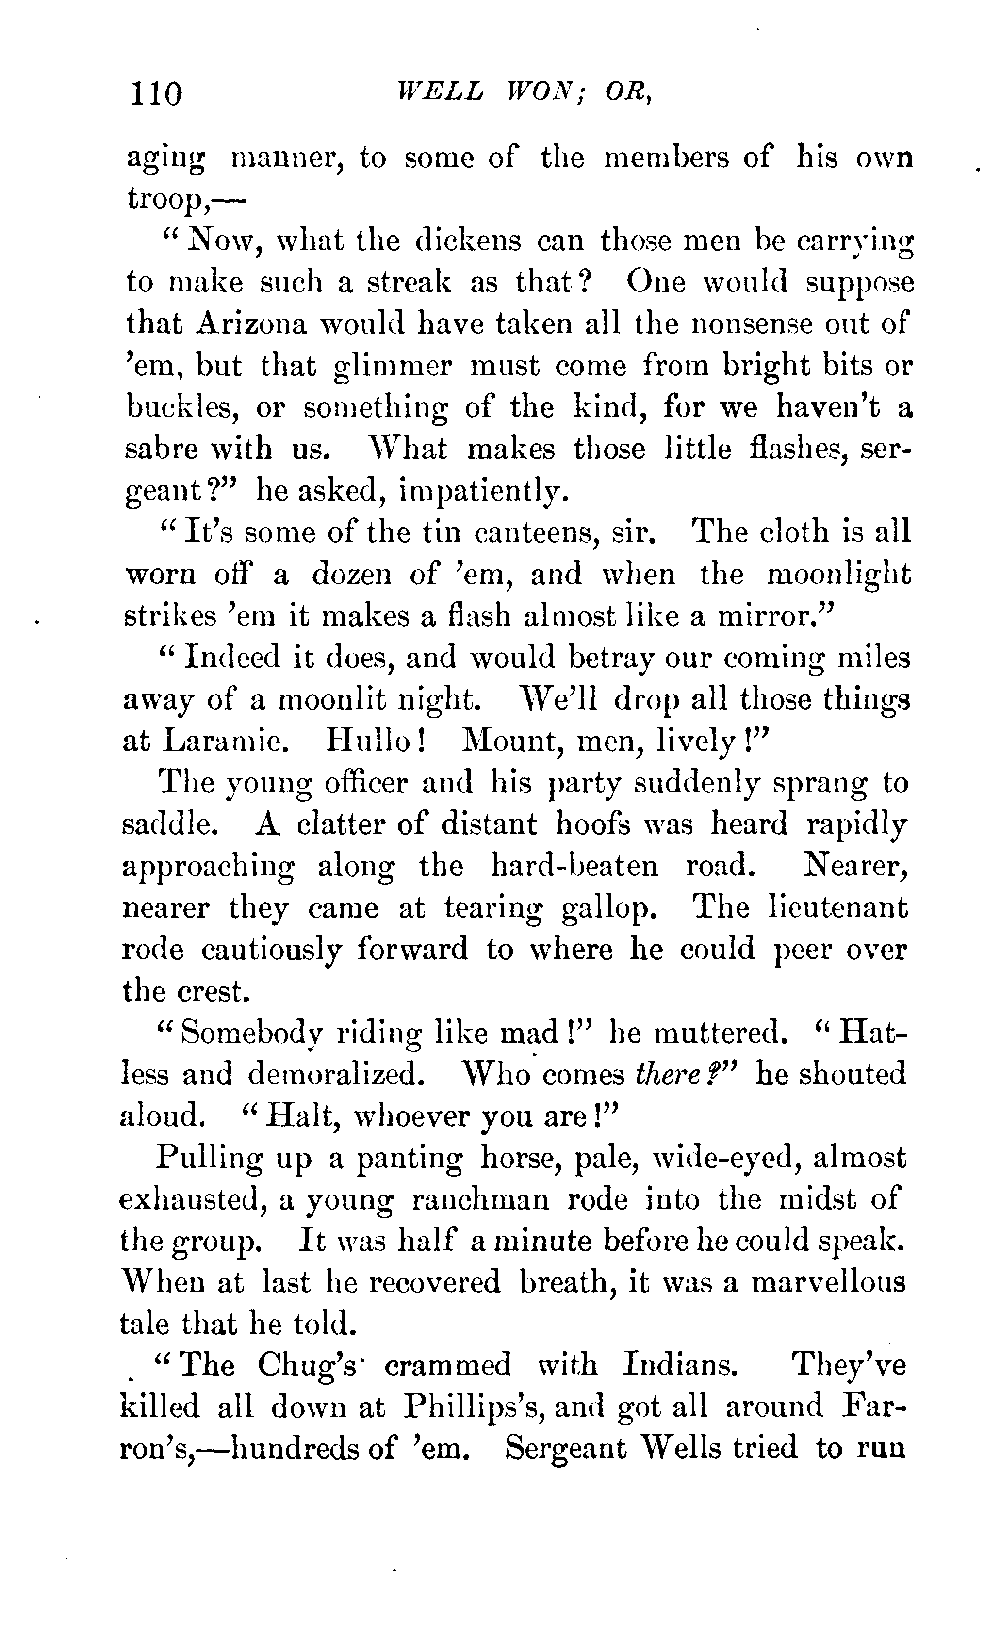 110 WELL WON; OR,
aging manner, to some of the members of his own
troop,—
“Now, what the dickens can those men be carrying
to make such a streak as that? One would suppose
that Arizona would have taken all the nonsense out of
’em, but that glimmer must come from bright bits or
buckles, or something of the kind, for we haven’t a
sabre with us. What makes those little flashes, ser-
geant?” he asked, impatiently.
“It’s some of the tin canteens, sir. The cloth is all
worn off a dozen of ’em, and when the moonlight
strikes ’em it makes a flash almost like a mirror.”
“Indeed it does, and would betray our coming miles
away of a moonlit night. We’ll drop all those things
at Laramie. Hullo! Mount, men, lively!”
The young officer and his party suddenly sprang to
saddle. A clatter of distant hoofs was heard rapidly
approaching along the hard-beaten road. Nearer,
nearer they came at tearing gallop. The lieutenant
rode cautiously forward to where he could peer over
the crest.
“Somebody riding like mad!” he muttered. “Hat-
less and demoralized. Who comes there?” he shouted
aloud. “Halt, whoever you are!”
Pulling up a panting horse, pale, wide-eyed, almost
exhausted, a young ranchman rode into the midst of
the group. It was half a minute before he could speak.
When at last he recovered breath, it was a marvellous
tale that he told.
“The Chug’s crammed with Indians. They’ve
killed all down at Phillips’s, and got all around Far-
ron’s,—hundreds of ’em. Sergeant Wells tried to run